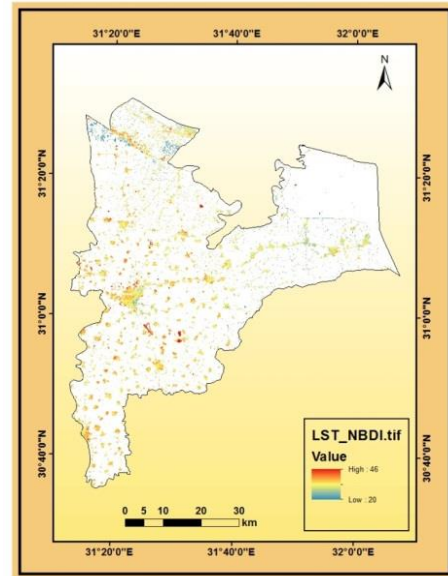 31°20'0"E 31°40'0"E 32°0'0"E
N
31°20'0"N 31°20'0"N
31°0'0"N 31°0'0"N
30°40'0"N 30°40'0"N
LST_NBDI.tif
Value
High : 46
Low : 20
0 5 10 20 30
km
31°20'0"E 31°40'0"E 32°0'0"E